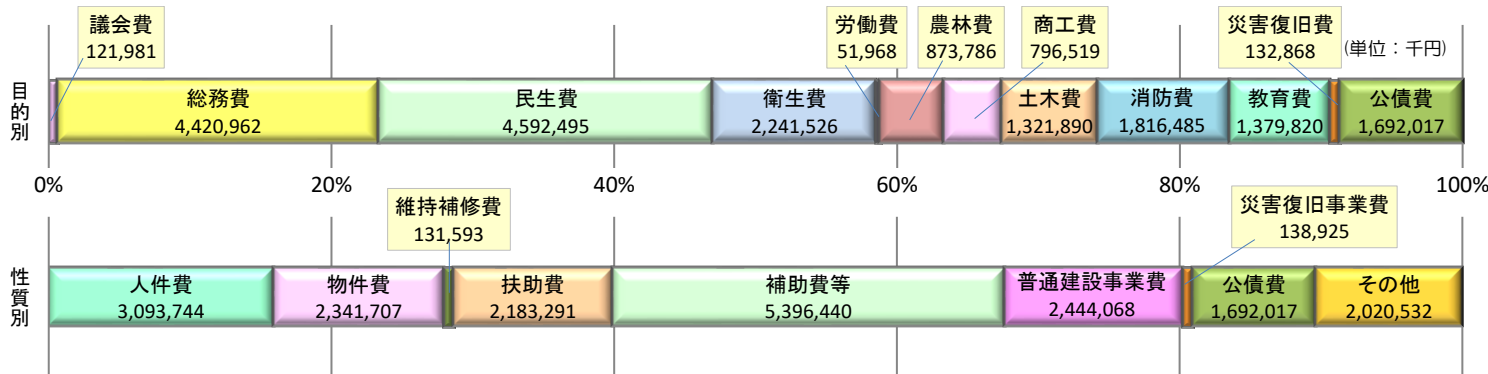 議会費
121,981
労働費
51,968
農林費
873,786
商工費
796,519
災害復旧費
132,868
(単位：千円)
目的別
総務費
4,420,962
民生費
4,592,495
衛生費
2,241,526
土木費
1,321,890
消防費
1,816,485
教育費
1,379,820
公債費
1,692,017
0%
20%
40%
60%
80%
100%
維持補修費
131,593
災害復旧事業費
138,925
性質別
人件費
3,093,744
物件費
2,341,707
扶助費
2,183,291
補助費等
5,396,440
普通建設事業費
2,444,068
公債費
1,692,017
その他
2,020,532